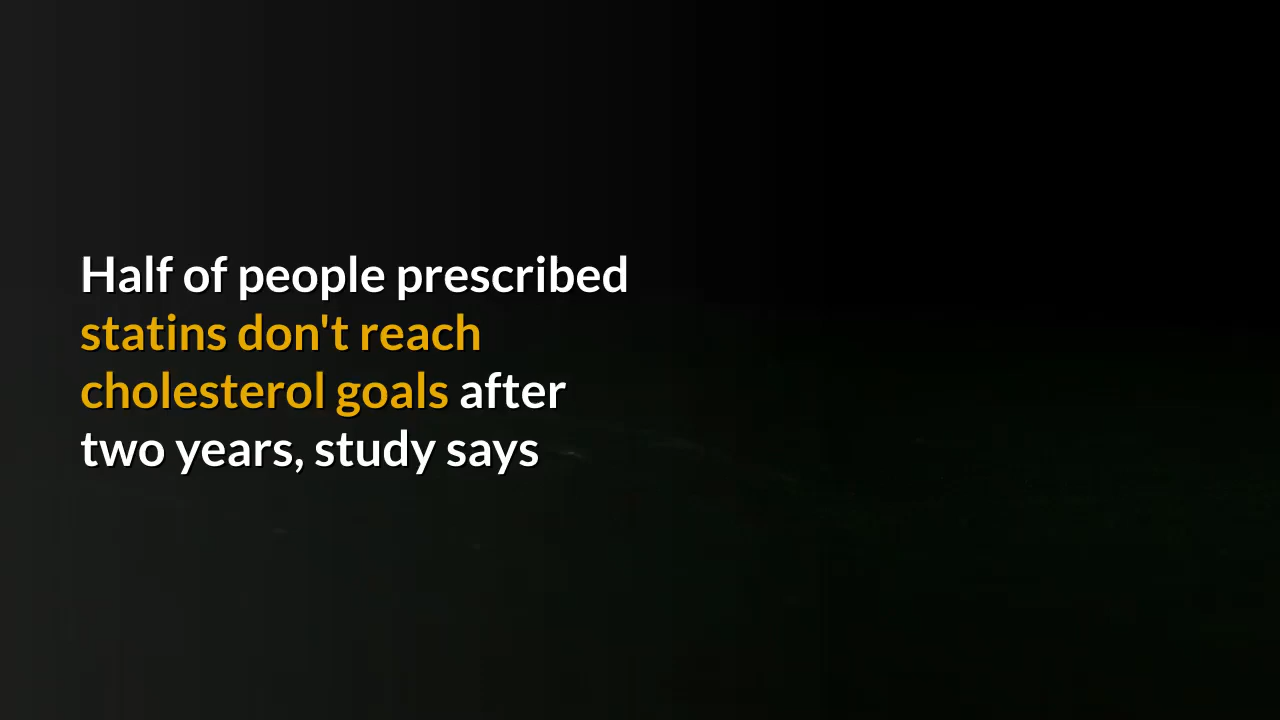 Half of people prescribed
statins don't reach
cholesterol goals after
two years, study says